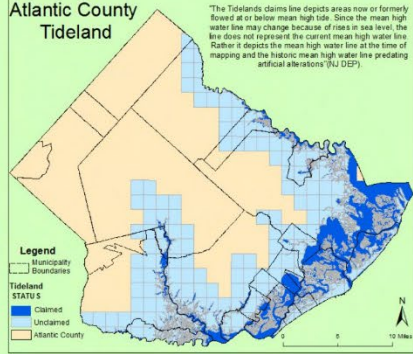 Atlantic County
Tideland
"The Tidelands claims line depicts areas now or formerly
flowed at or below mean high tide. Since the mean high
water line may change because of rises in sea level, the
line does not represent the current mean high water line.
Rather it depicts the mean high water line at the time of
mapping and the historic mean high water line predating
artificial alterations"(NJ DEP).
Legend
Municipality
Boundaries
Tideland
STATUS
Claimed
Unclaimed
Atlantic County
N
0 5 10 Miles